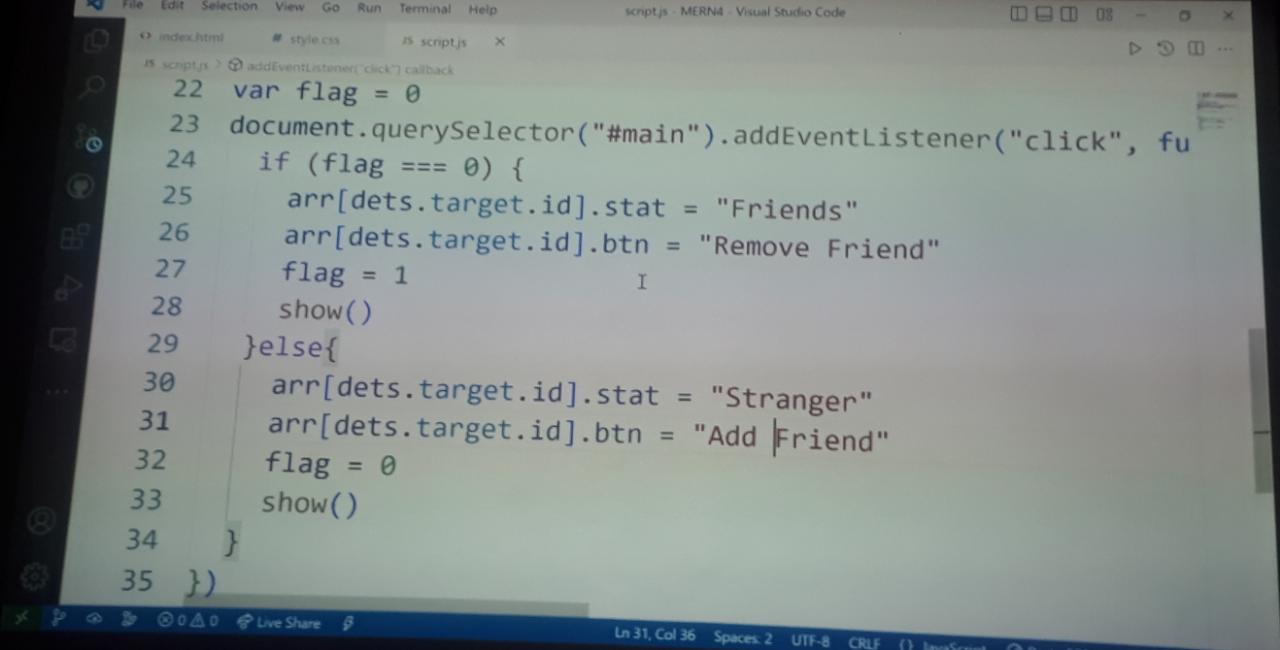 File Edit Selection View Go Run Terminal Help script.js - MERN4 - Visual Studio Code
index.html # style.css JS script.js
JS script.js > addEventListener("click") callback
22 var flag = 0
23 document.querySelector("#main").addEventListener("click", fu
24 if (flag === 0) {
25 arr[dets.target.id].stat = "Friends"
26 arr[dets.target.id].btn = "Remove Friend"
27 flag = 1
28 show()
29 }else{
30 arr[dets.target.id].stat = "Stranger"
31 arr[dets.target.id].btn = "Add Friend"
32 flag = 0
33 show()
34 }
35 })
0 0 Live Share Ln 31, Col 36 Spaces: 2 UTF-8 CRLF {} JavaScript